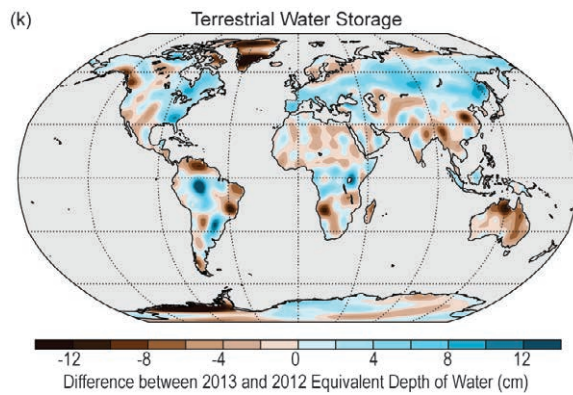 (k) Terrestrial Water Storage
-12 -8 -4 0 4 8 12
Difference between 2013 and 2012 Equivalent Depth of Water (cm)